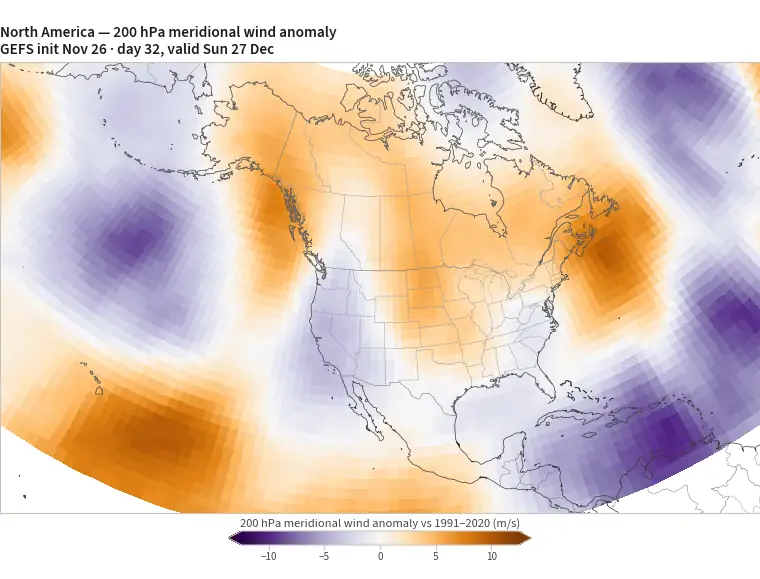 North America — 200 hPa meridional wind anomaly
GEFS init Nov 26 · day 32, valid Sun 27 Dec
200 hPa meridional wind anomaly vs 1991–2020 (m/s)
−10 −5 0 5 10